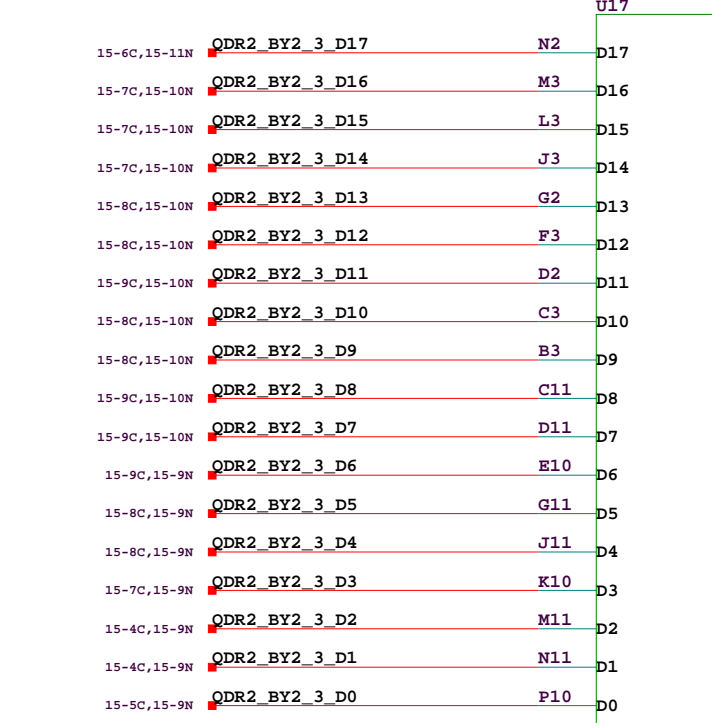 U17
15-6C,15-11N QDR2_BY2_3_D17 N2 D17
15-7C,15-10N QDR2_BY2_3_D16 M3 D16
15-7C,15-10N QDR2_BY2_3_D15 L3 D15
15-7C,15-10N QDR2_BY2_3_D14 J3 D14
15-8C,15-10N QDR2_BY2_3_D13 G2 D13
15-8C,15-10N QDR2_BY2_3_D12 F3 D12
15-9C,15-10N QDR2_BY2_3_D11 D2 D11
15-8C,15-10N QDR2_BY2_3_D10 C3 D10
15-8C,15-10N QDR2_BY2_3_D9 B3 D9
15-9C,15-10N QDR2_BY2_3_D8 C11 D8
15-9C,15-10N QDR2_BY2_3_D7 D11 D7
15-9C,15-9N QDR2_BY2_3_D6 E10 D6
15-8C,15-9N QDR2_BY2_3_D5 G11 D5
15-8C,15-9N QDR2_BY2_3_D4 J11 D4
15-7C,15-9N QDR2_BY2_3_D3 K10 D3
15-4C,15-9N QDR2_BY2_3_D2 M11 D2
15-4C,15-9N QDR2_BY2_3_D1 N11 D1
15-5C,15-9N QDR2_BY2_3_D0 P10 D0